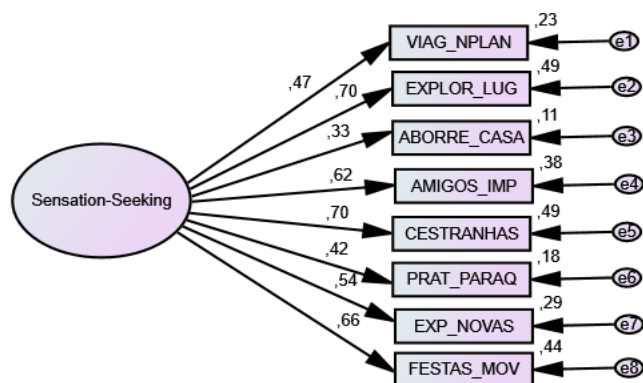 ,23
VIAG_NPLAN
e1
,47
,49
,70
EXPLOR_LUG
e2
,33
,11
ABORRE_CASA
e3
,62
,38
AMIGOS_IMP
e4
Sensation-Seeking
,70
,49
CESTRANHAS
e5
,42
,18
PRAT_PARAQ
e6
,54
,29
EXP_NOVAS
e7
,66
,44
FESTAS_MOV
e8